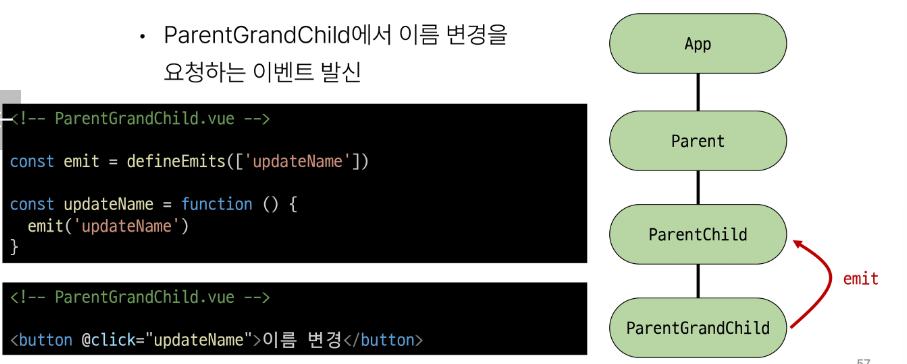 • ParentGrandChild에서 이름 변경을
요청하는 이벤트 발신
<!-- ParentGrandChild.vue -->
const emit = defineEmits(['updateName'])
const updateName = function () {
  emit('updateName')
}
<!-- ParentGrandChild.vue -->
<button @click="updateName">이름 변경</button>
App
Parent
ParentChild
emit
ParentGrandChild
57